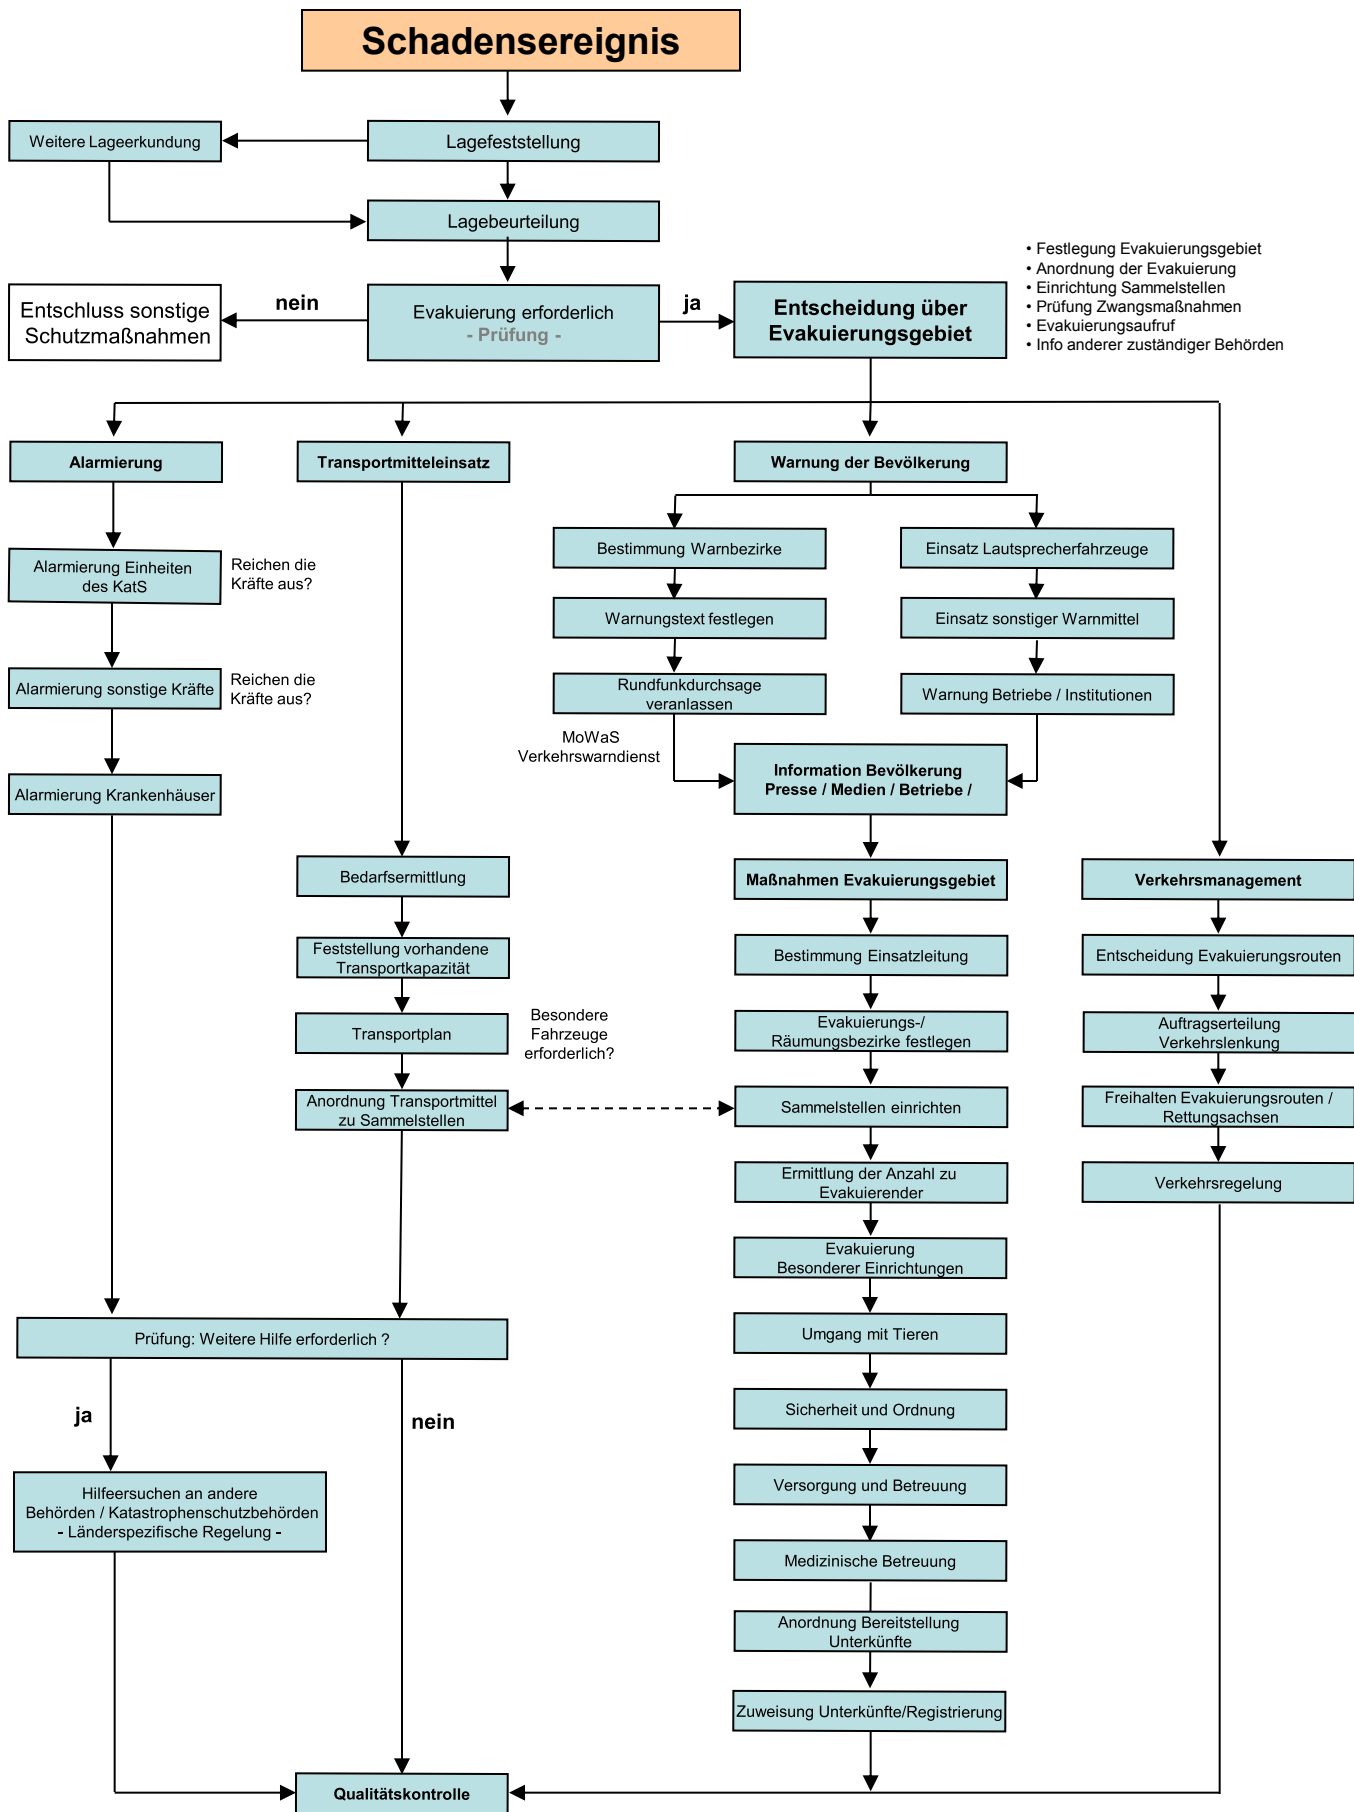 Schadensereignis
Weitere Lageerkundung
Lagefeststellung
Lagebeurteilung
Entschluss sonstige
Schutzmaßnahmen
nein
Evakuierung erforderlich
- Prüfung -
ja
Entscheidung über
Evakuierungsgebiet
• Festlegung Evakuierungsgebiet
• Anordnung der Evakuierung
• Einrichtung Sammelstellen
• Prüfung Zwangsmaßnahmen
• Evakuierungsaufruf
• Info anderer zuständiger Behörden
Alarmierung
Alarmierung Einheiten
des KatS
Reichen die
Kräfte aus?
Alarmierung sonstige Kräfte
Reichen die
Kräfte aus?
Alarmierung Krankenhäuser
Transportmitteleinsatz
Bedarfsermittlung
Feststellung vorhandene
Transportkapazität
Transportplan
Besondere
Fahrzeuge
erforderlich?
Anordnung Transportmittel
zu Sammelstellen
Warnung der Bevölkerung
Bestimmung Warnbezirke
Warnungstext festlegen
Rundfunkdurchsage
veranlassen
MoWaS
Verkehrswarndienst
Einsatz Lautsprecherfahrzeuge
Einsatz sonstiger Warnmittel
Warnung Betriebe / Institutionen
Information Bevölkerung
Presse / Medien / Betriebe /
Maßnahmen Evakuierungsgebiet
Bestimmung Einsatzleitung
Evakuierungs-/
Räumungsbezirke festlegen
Sammelstellen einrichten
Ermittlung der Anzahl zu
Evakuierender
Evakuierung
Besonderer Einrichtungen
Umgang mit Tieren
Sicherheit und Ordnung
Versorgung und Betreuung
Medizinische Betreuung
Anordnung Bereitstellung
Unterkünfte
Zuweisung Unterkünfte/Registrierung
Verkehrsmanagement
Entscheidung Evakuierungsrouten
Auftragserteilung
Verkehrslenkung
Freihalten Evakuierungsrouten /
Rettungsachsen
Verkehrsregelung
Prüfung: Weitere Hilfe erforderlich ?
ja
nein
Hilfeersuchen an andere
Behörden / Katastrophenschutzbehörden
- Länderspezifische Regelung -
Qualitätskontrolle